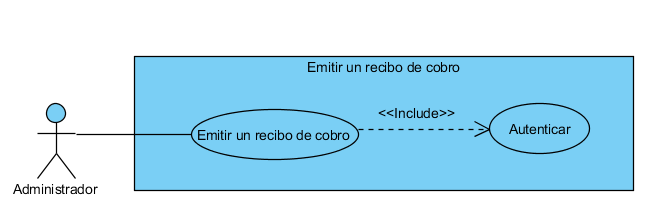 Emitir un recibo de cobro
<<Include>>
Emitir un recibo de cobro
Autenticar
Administrador